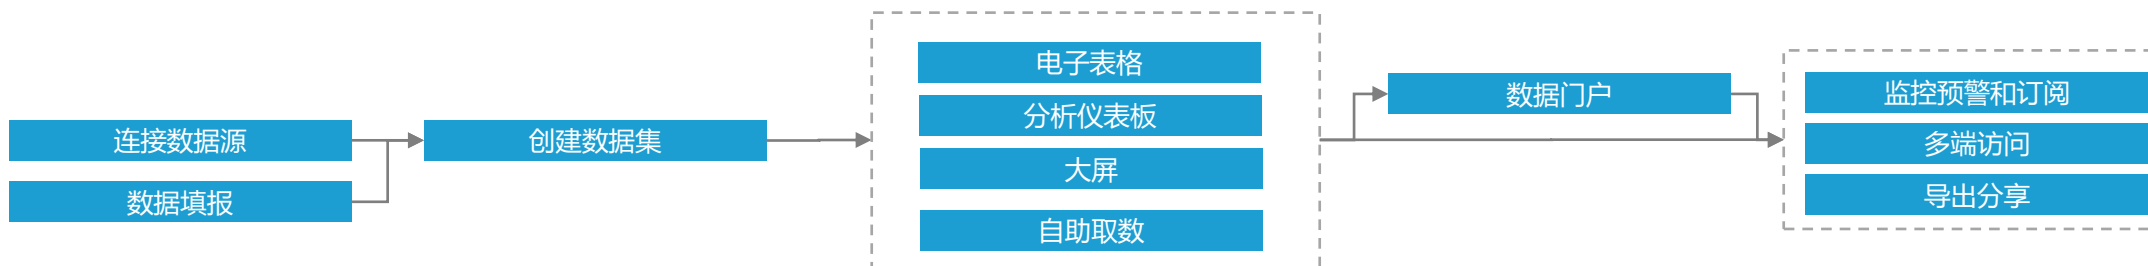 连接数据源
数据填报
创建数据集
电子表格
分析仪表板
大屏
自助取数
数据门户
监控预警和订阅
多端访问
导出分享